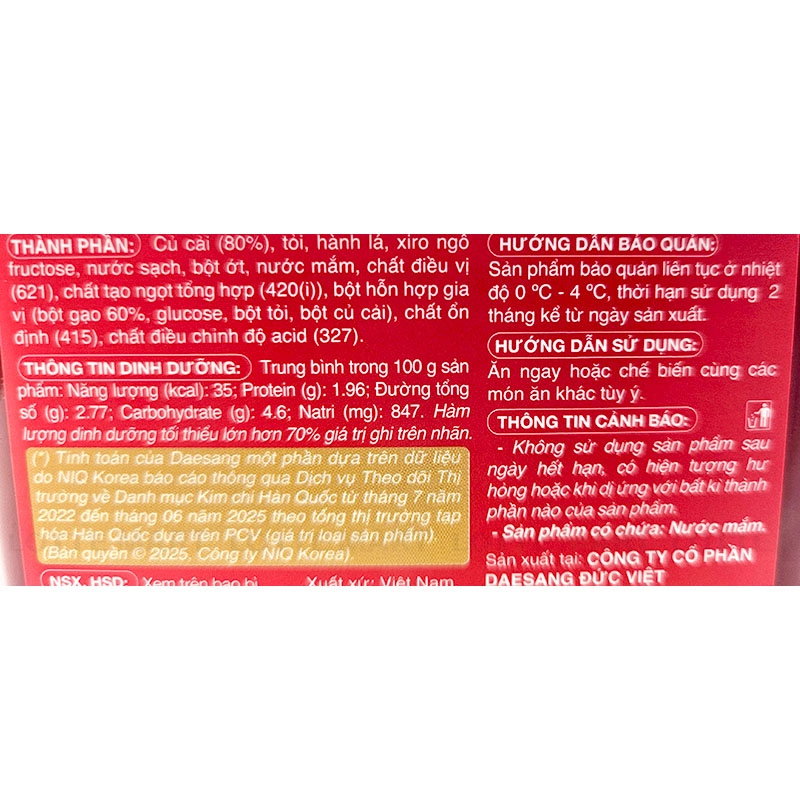 THÀNH PHẦN: Củ cải (80%), tỏi, hành lá, xiro ngô
fructose, nước sạch, bột ớt, nước mắm, chất điều vị
(621), chất tạo ngọt tổng hợp (420(i)), bột hỗn hợp gia
vị (bột gạo 60%, glucose, bột tỏi, bột củ cải), chất ổn
định (415), chất điều chỉnh độ acid (327).
THÔNG TIN DINH DƯỠNG: Trung bình trong 100 g sản
phẩm: Năng lượng (kcal): 35; Protein (g): 1.96; Đường tổng
số (g): 2.77; Carbohydrate (g): 4.6; Natri (mg): 847. Hàm
lượng dinh dưỡng tối thiểu lớn hơn 70% giá trị ghi trên nhãn.
(*) Tính toán của Daesang một phần dựa trên dữ liệu
do NIQ Korea báo cáo thông qua Dịch vụ Theo dõi Thị
trường về Danh mục Kim chi Hàn Quốc từ tháng 7 năm
2022 đến tháng 06 năm 2025 theo tổng thị trường tạp
hóa Hàn Quốc dựa trên PCV (giá trị loại sản phẩm)
(Bản quyền © 2025, Công ty NIQ Korea).
NSX, HSD: Xem trên bao bì Xuất xứ: Việt Nam
HƯỚNG DẪN BẢO QUẢN:
Sản phẩm bảo quản liên tục ở nhiệt
độ 0 ºC - 4 ºC, thời hạn sử dụng 2
tháng kể từ ngày sản xuất.
HƯỚNG DẪN SỬ DỤNG:
Ăn ngay hoặc chế biến cùng các
món ăn khác tùy ý.
THÔNG TIN CẢNH BÁO:
- Không sử dụng sản phẩm sau
ngày hết hạn, có hiện tượng hư
hỏng hoặc khi dị ứng với bất kì thành
phần nào của sản phẩm.
- Sản phẩm có chứa: Nước mắm.
Sản xuất tại: CÔNG TY CỔ PHẦN
DAESANG ĐỨC VIỆT